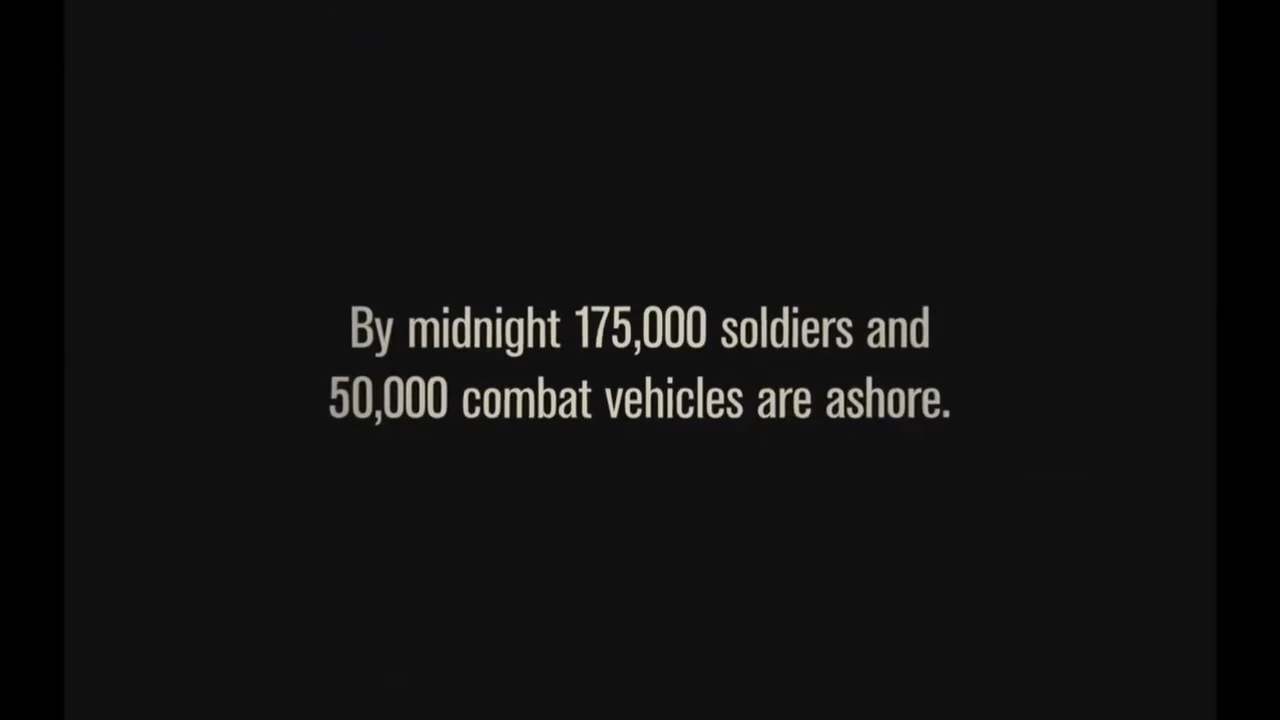 By midnight 175,000 soldiers and
50,000 combat vehicles are ashore.